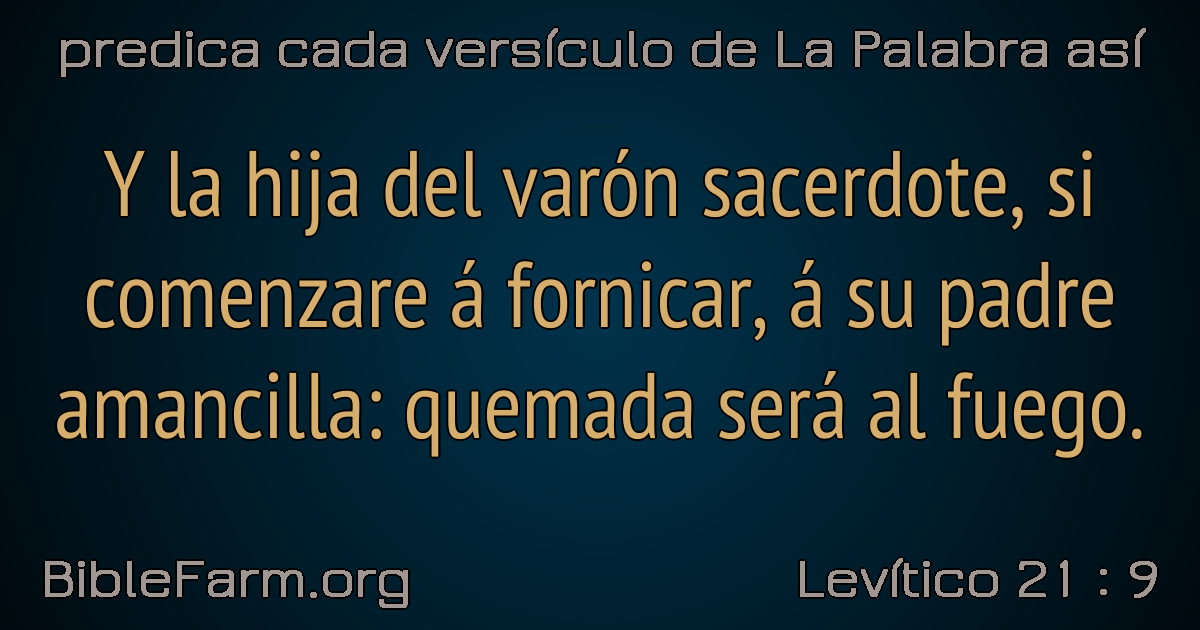 predica cada versículo de La Palabra así
Y la hija del varón sacerdote, si
comenzare á fornicar, á su padre
amancilla: quemada será al fuego.
BibleFarm.org
Levítico 21 : 9